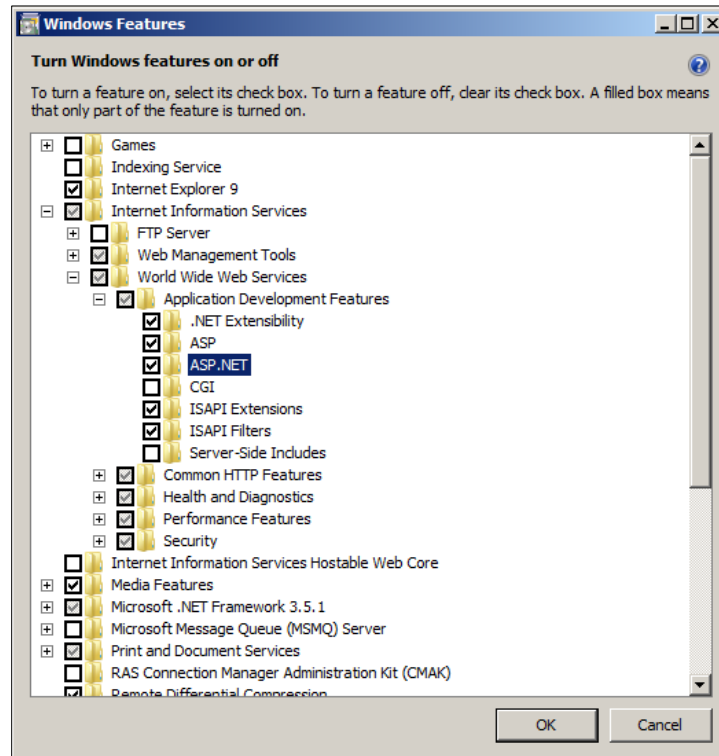 Windows Features
Turn Windows features on or off
To turn a feature on, select its check box. To turn a feature off, clear its check box. A filled box means
that only part of the feature is turned on.
Games
Indexing Service
Internet Explorer 9
Internet Information Services
FTP Server
Web Management Tools
World Wide Web Services
Application Development Features
.NET Extensibility
ASP
ASP.NET
CGI
ISAPI Extensions
ISAPI Filters
Server-Side Includes
Common HTTP Features
Health and Diagnostics
Performance Features
Security
Internet Information Services Hostable Web Core
Media Features
Microsoft .NET Framework 3.5.1
Microsoft Message Queue (MSMQ) Server
Print and Document Services
RAS Connection Manager Administration Kit (CMAK)
Remote Differential Compression
OK Cancel